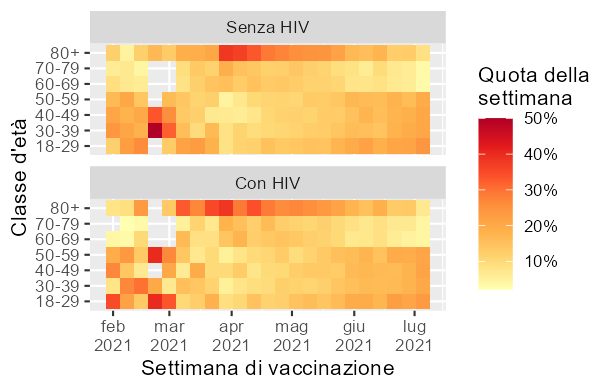 Senza HIV
80+
70-79
60-69
50-59
40-49
30-39
18-29
Con HIV
80+
70-79
60-69
50-59
40-49
30-39
18-29
feb
2021
mar
2021
apr
2021
mag
2021
giu
2021
lug
2021
Settimana di vaccinazione
Classe d'età
Quota della
settimana
50%
40%
30%
20%
10%